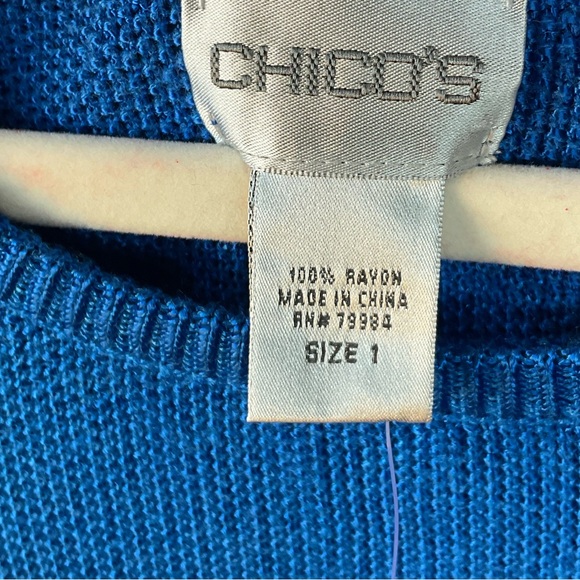 CHICO'S
100% RAYON
MADE IN CHINA
RN# 79984
SIZE 1